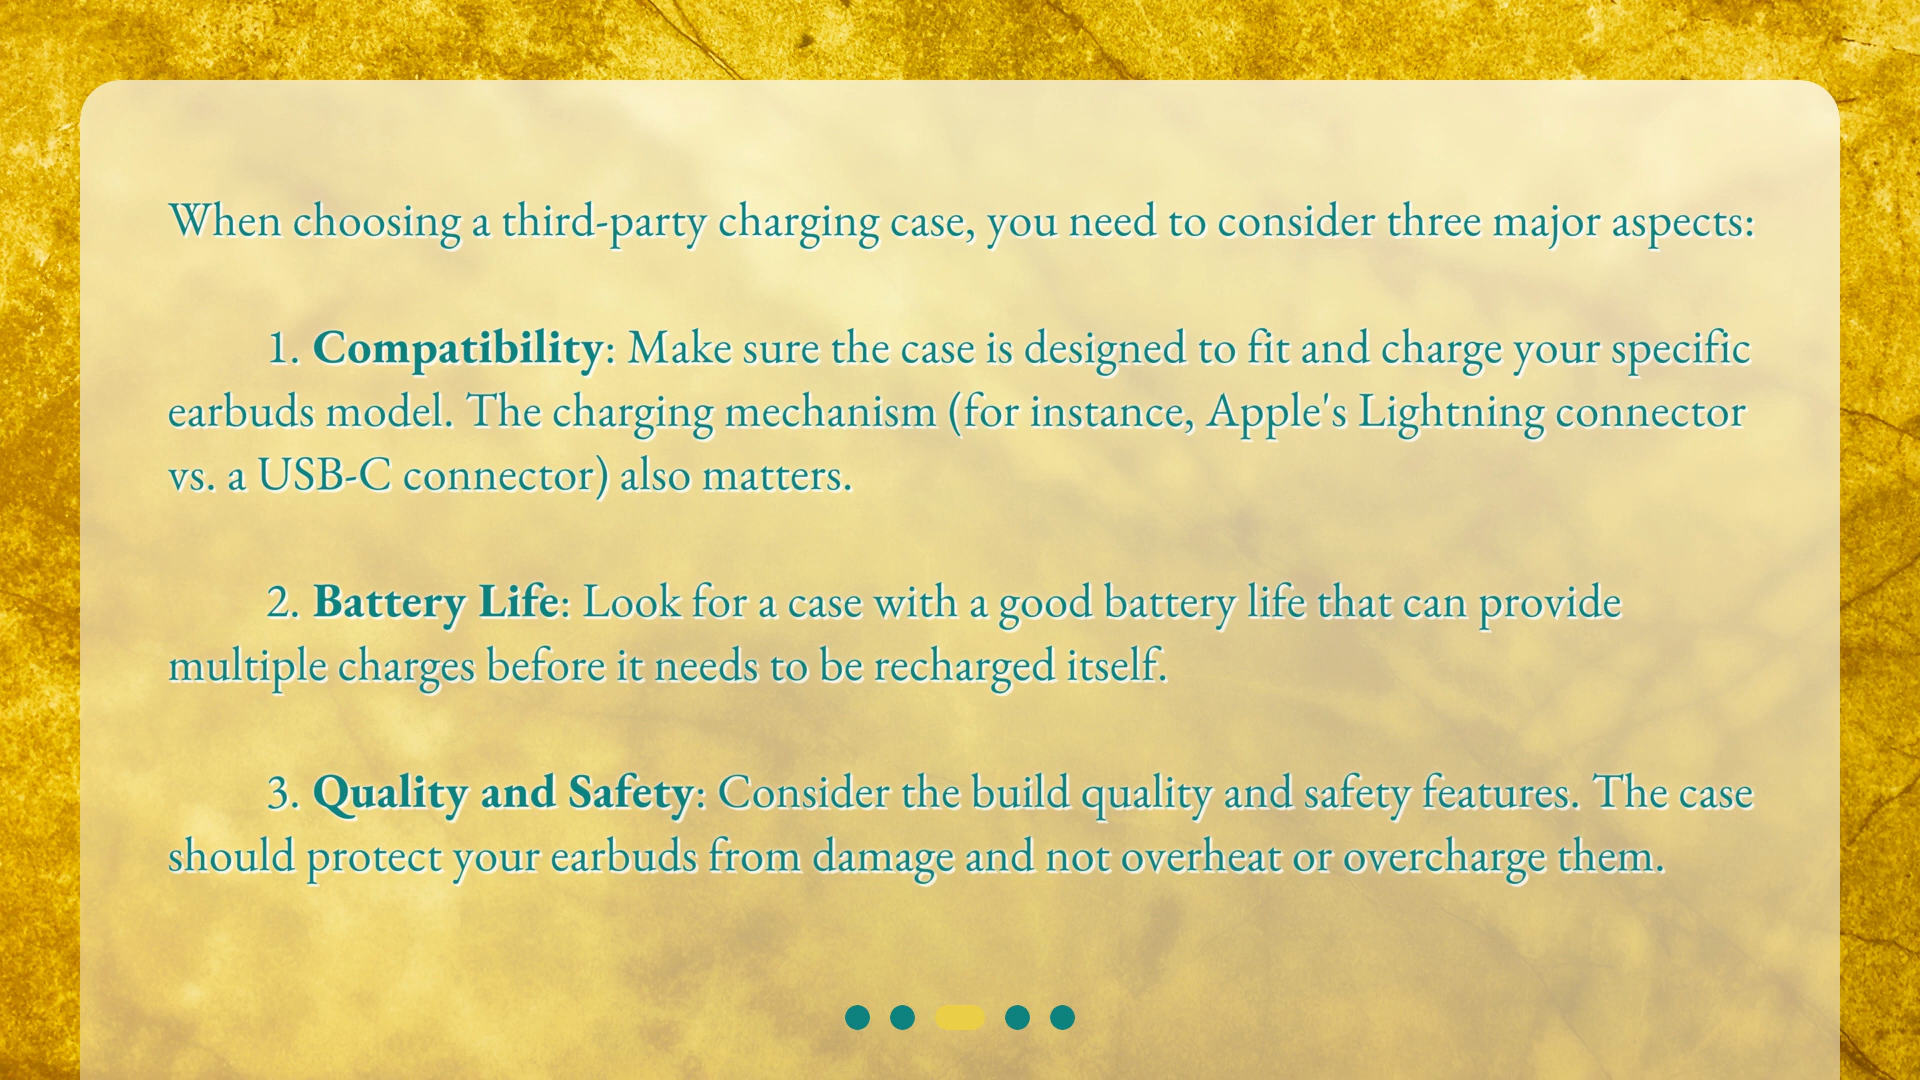 When choosing a third-party charging case, you need to consider three major aspects:
1. Compatibility: Make sure the case is designed to fit and charge your specific
earbuds model. The charging mechanism (for instance, Apple's Lightning connector
vs. a USB-C connector) also matters.
2. Battery Life: Look for a case with a good battery life that can provide
multiple charges before it needs to be recharged itself.
3. Quality and Safety: Consider the build quality and safety features. The case
should protect your earbuds from damage and not overheat or overcharge them.